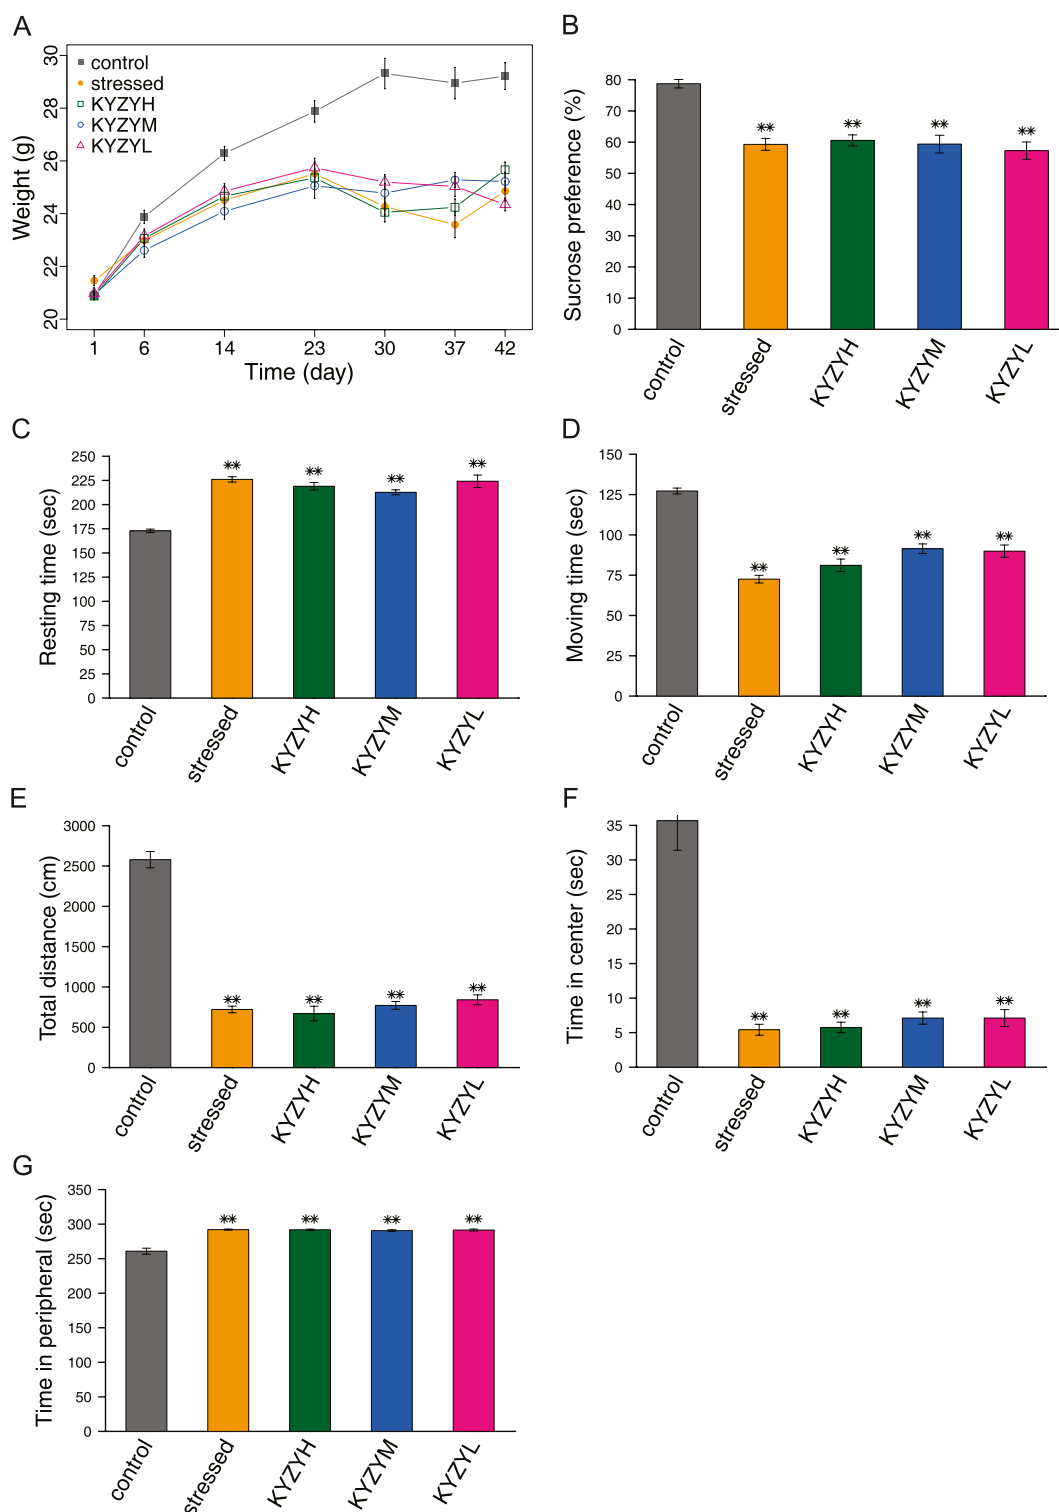 A
Weight (g)
30
28
26
24
22
20
control
stressed
KYZYH
KYZYM
KYZYL
1 6 14 23 30 37 42
Time (day)
B
Sucrose preference (%)
80
70
60
50
40
30
20
10
0
** ** ** **
control stressed KYZYH KYZYM KYZYL
C
Resting time (sec)
250
225
200
175
150
125
100
75
50
25
0
** ** ** **
control stressed KYZYH KYZYM KYZYL
D
Moving time (sec)
150
125
100
75
50
25
0
** ** ** **
control stressed KYZYH KYZYM KYZYL
E
Total distance (cm)
3000
2500
2000
1500
1000
500
0
** ** ** **
control stressed KYZYH KYZYM KYZYL
F
Time in center (sec)
35
30
25
20
15
10
5
0
** ** ** **
control stressed KYZYH KYZYM KYZYL
G
Time in peripheral (sec)
350
300
250
200
150
100
50
0
** ** ** **
control stressed KYZYH KYZYM KYZYL